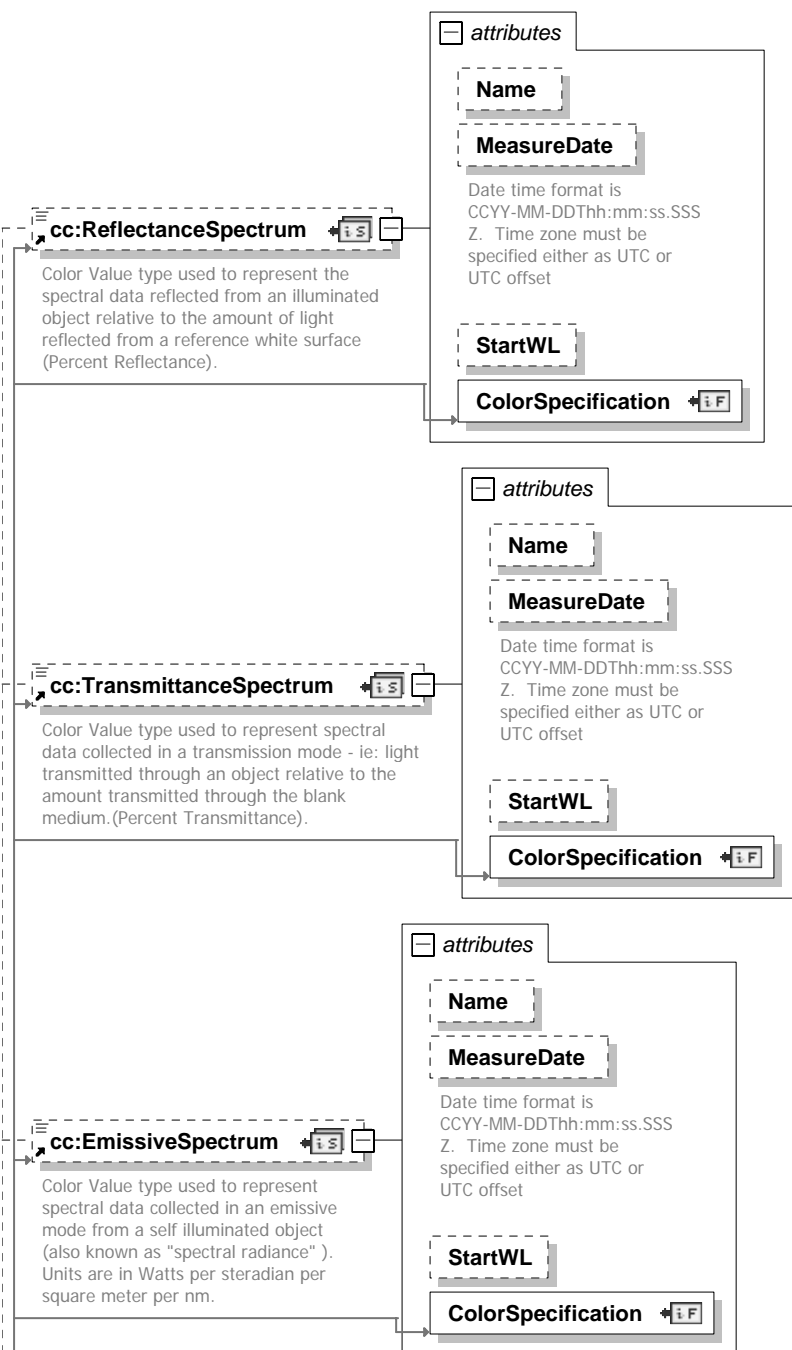 attributes
Name
MeasureDate
Date time format is
CCYY-MM-DDThh:mm:ss.SSS
Z. Time zone must be
specified either as UTC or
UTC offset
cc:ReflectanceSpectrum
Color Value type used to represent the
spectral data reflected from an illuminated
object relative to the amount of light
reflected from a reference white surface
(Percent Reflectance).
StartWL
ColorSpecification
attributes
Name
MeasureDate
Date time format is
CCYY-MM-DDThh:mm:ss.SSS
Z. Time zone must be
specified either as UTC or
UTC offset
cc:TransmittanceSpectrum
Color Value type used to represent spectral
data collected in a transmission mode - ie: light
transmitted through an object relative to the
amount transmitted through the blank
medium.(Percent Transmittance).
StartWL
ColorSpecification
attributes
Name
MeasureDate
Date time format is
CCYY-MM-DDThh:mm:ss.SSS
Z. Time zone must be
specified either as UTC or
UTC offset
cc:EmissiveSpectrum
Color Value type used to represent
spectral data collected in an emissive
mode from a self illuminated object
(also known as "spectral radiance" ).
Units are in Watts per steradian per
square meter per nm.
StartWL
ColorSpecification